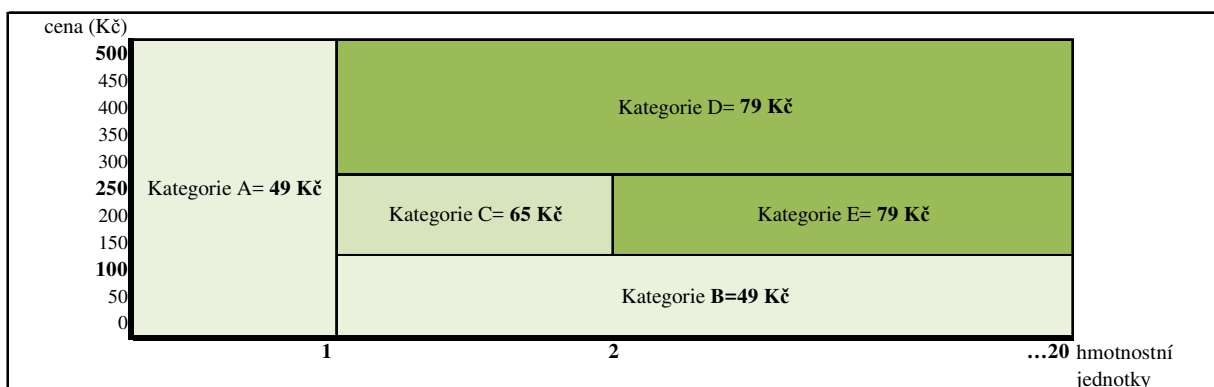 cena (Kč)
500
450
400
350
300
250
200
150
100
50
0
Kategorie D= 79 Kč
Kategorie A= 49 Kč
Kategorie C= 65 Kč
Kategorie E= 79 Kč
Kategorie B=49 Kč
1
2
…20
hmotnostní
jednotky